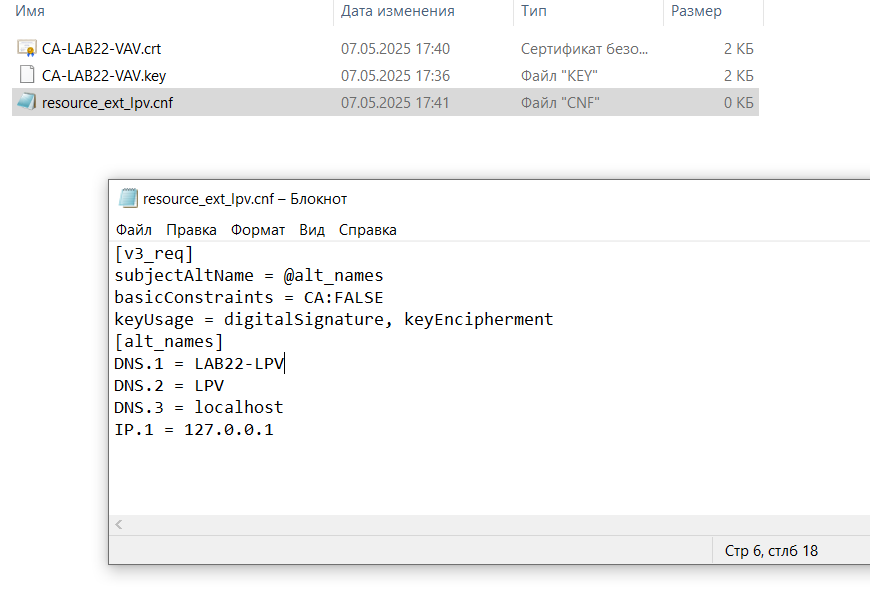 Имя Дата изменения Тип Размер
CA-LAB22-VAV.crt 07.05.2025 17:40 Сертификат безо... 2 КБ
CA-LAB22-VAV.key 07.05.2025 17:36 Файл "KEY" 2 КБ
resource_ext_lpv.cnf 07.05.2025 17:41 Файл "CNF" 0 КБ
resource_ext_lpv.cnf – Блокнот
Файл Правка Формат Вид Справка
[v3_req]
subjectAltName = @alt_names
basicConstraints = CA:FALSE
keyUsage = digitalSignature, keyEncipherment
[alt_names]
DNS.1 = LAB22-LPV
DNS.2 = LPV
DNS.3 = localhost
IP.1 = 127.0.0.1
Стр 6, стлб 18